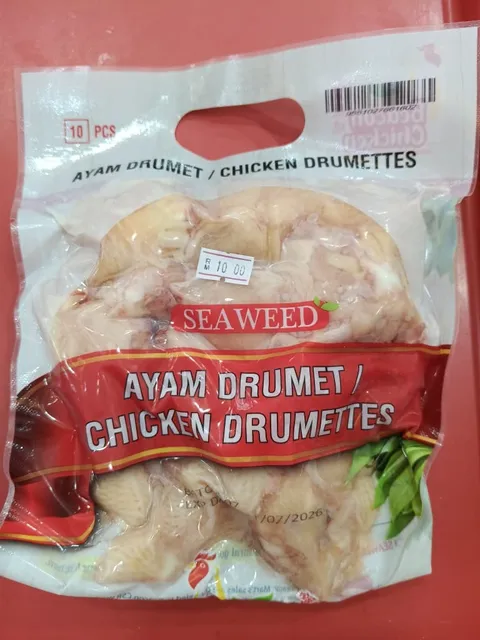 10 PCS
AYAM DRUMET / CHICKEN DRUMETTES
RM 10.00
SEAWEED
AYAM DRUMET /
CHICKEN DRUMETTES
/07/2026